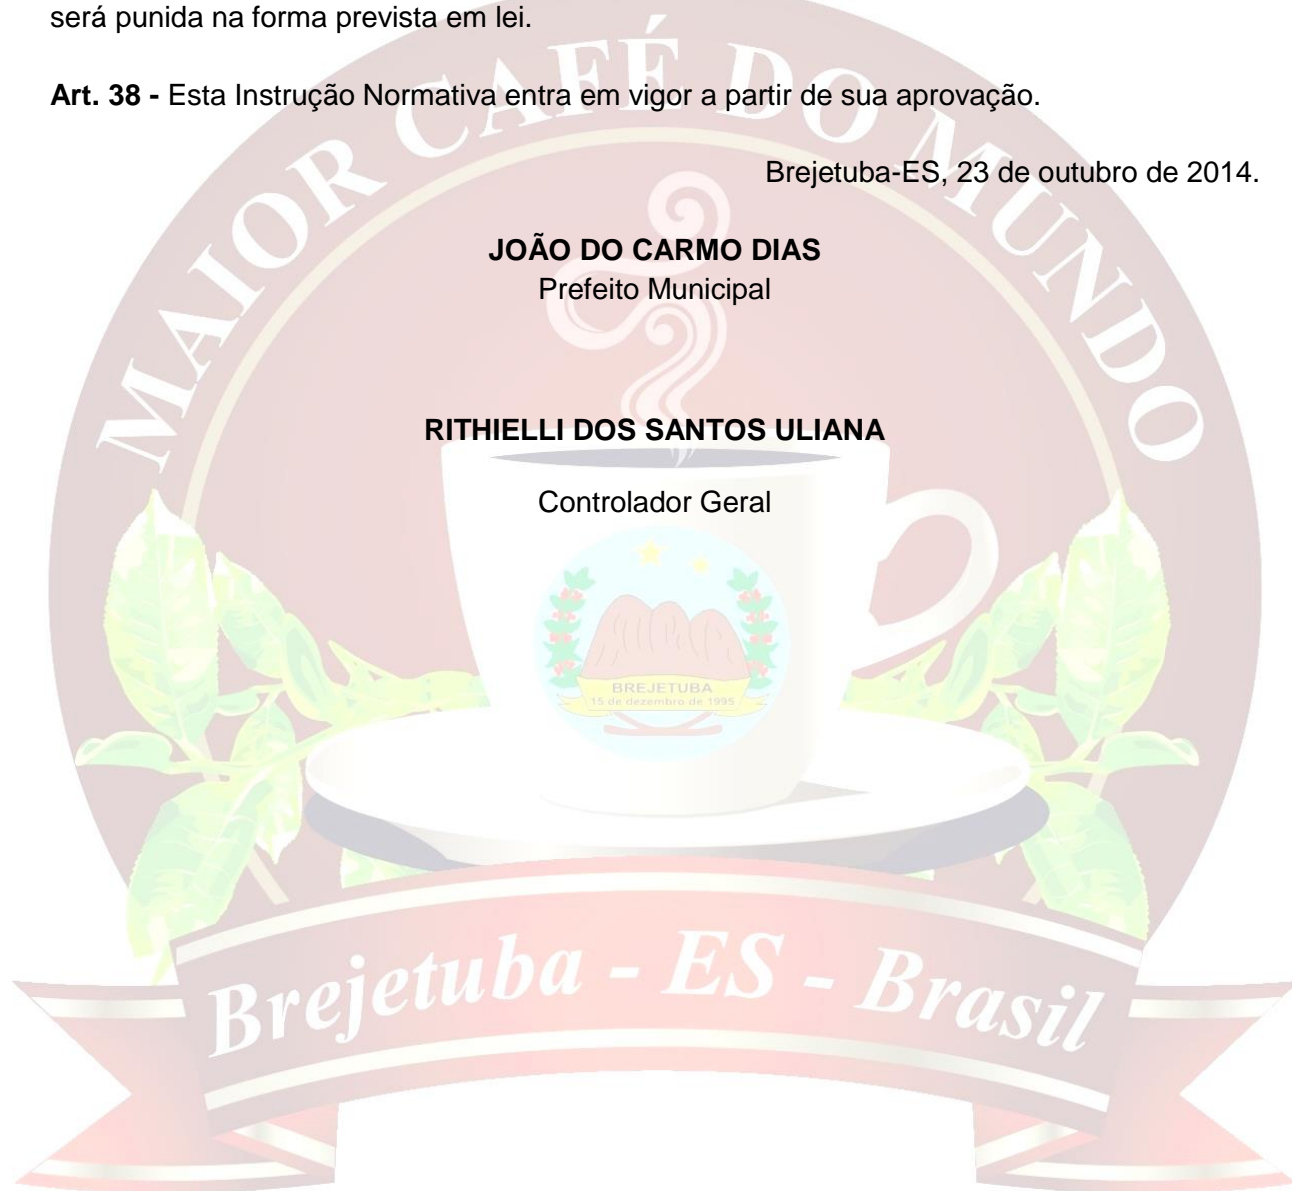 será punida na forma prevista em lei.
Art. 38 - Esta Instrução Normativa entra em vigor a partir de sua aprovação.
Brejetuba-ES, 23 de outubro de 2014.
JOÃO DO CARMO DIAS
Prefeito Municipal
RITHIELLI DOS SANTOS ULIANA
Controlador Geral
MAIOR CAFÉ DO MUNDO
BREJETUBA
15 de dezembro de 1995
Brejetuba - ES - Brasil